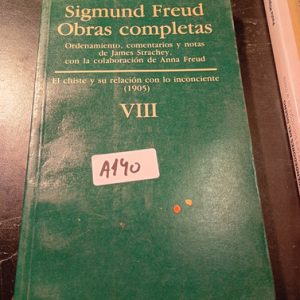 Sigmund Freud
Obras completas
Ordenamiento, comentarios y notas
de James Strachey,
con la colaboración de Anna Freud
El chiste y su relación con lo inconciente
(1905)
VIII
A140